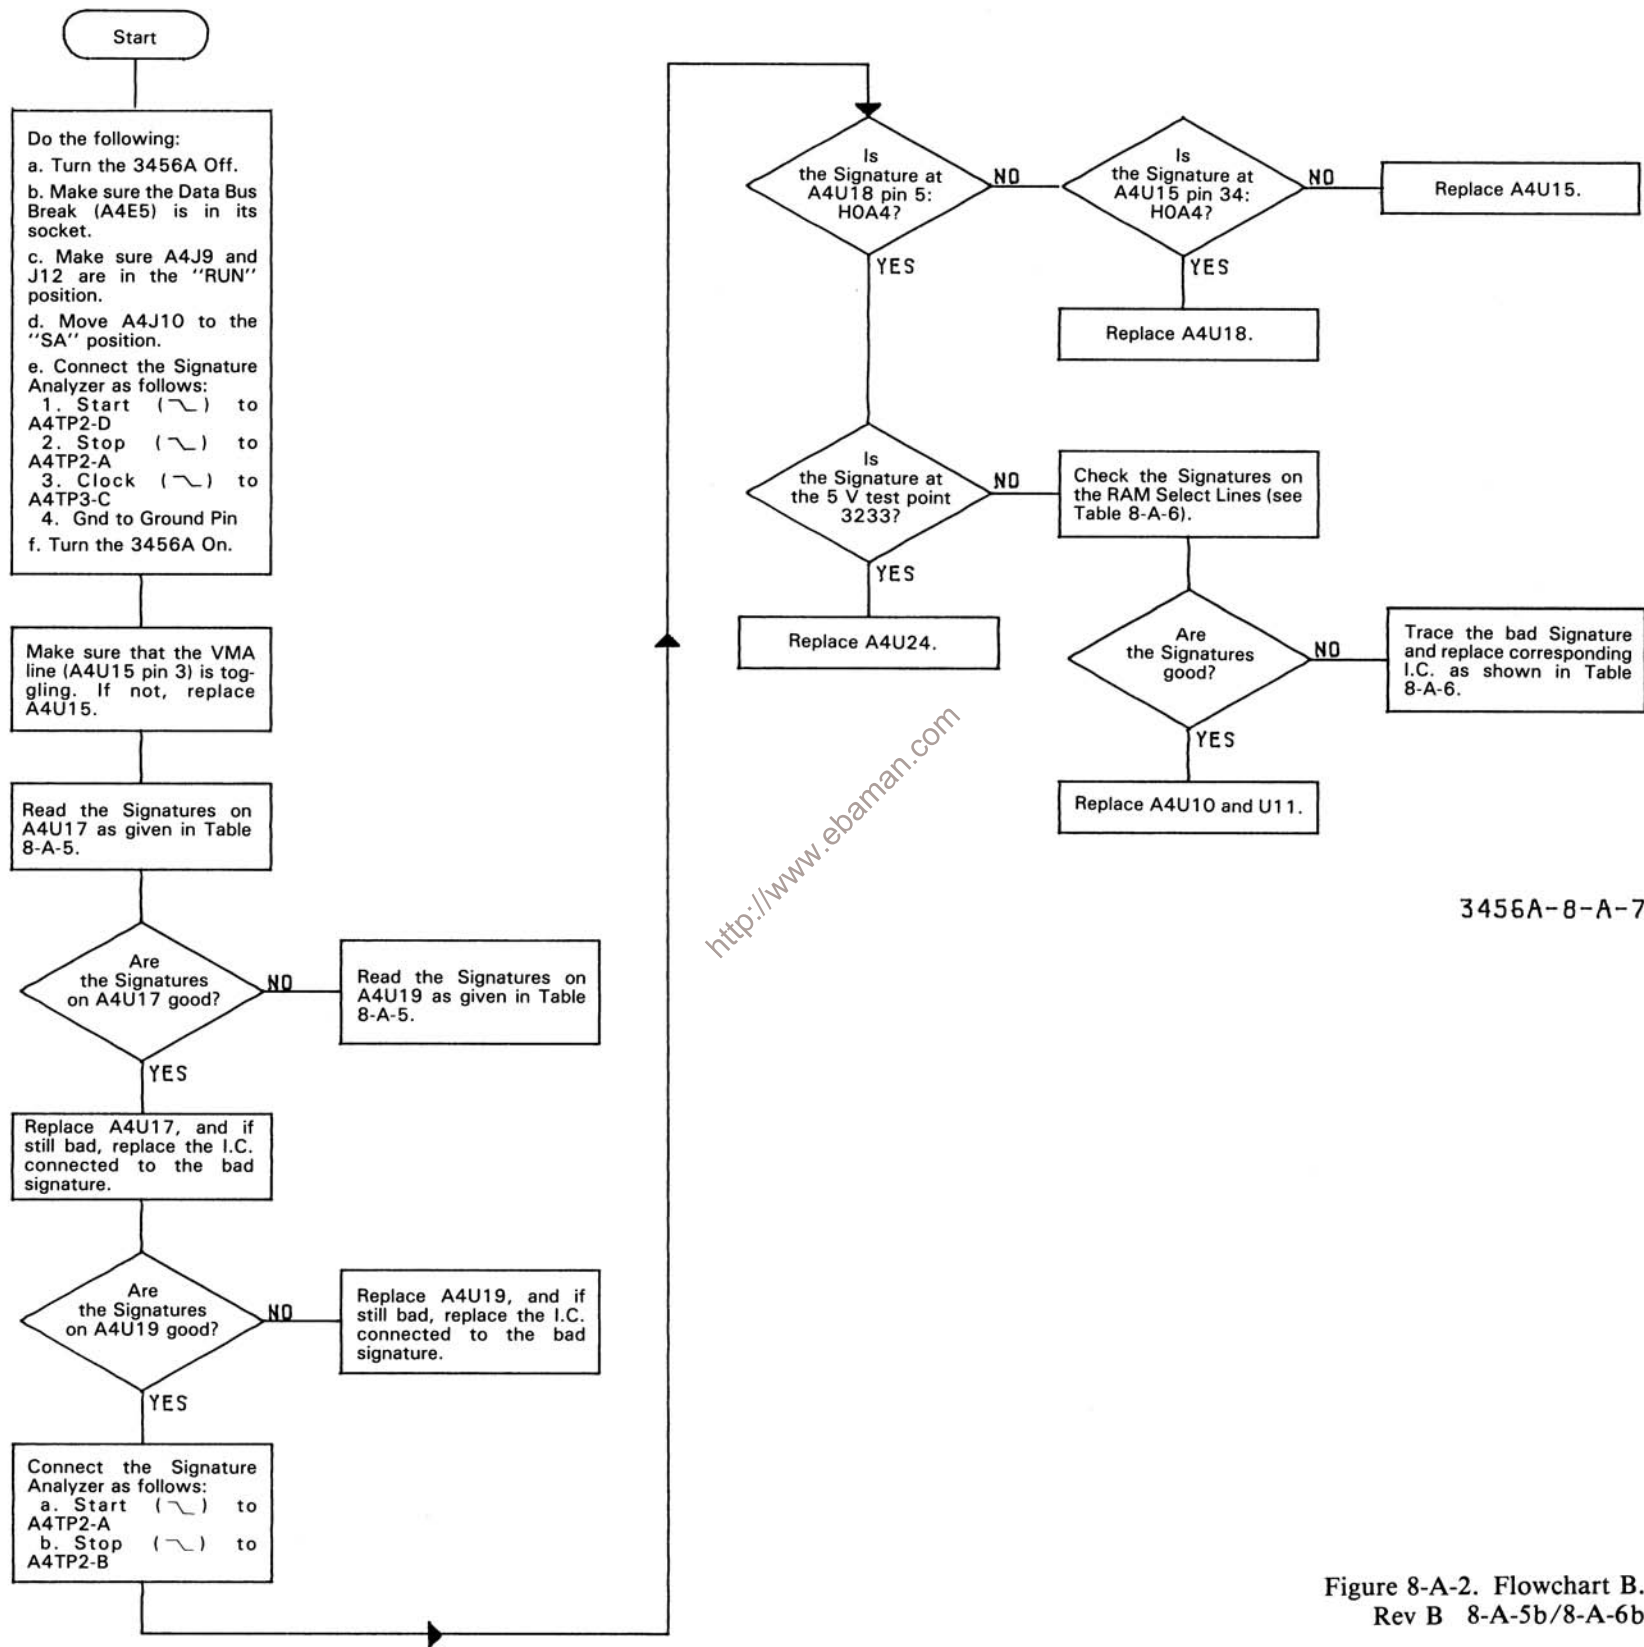 Start
Do the following:
a. Turn the 3456A Off.
b. Make sure the Data Bus
Break (A4E5) is in its
socket.
c. Make sure A4J9 and
J12 are in the "RUN"
position.
d. Move A4J10 to the
"SA" position.
e. Connect the Signature
Analyzer as follows:
1. Start ( ) to
A4TP2-D
2. Stop ( ) to
A4TP2-A
3. Clock ( ) to
A4TP3-C
4. Gnd to Ground Pin
f. Turn the 3456A On.
Make sure that the VMA
line (A4U15 pin 3) is tog-
gling. If not, replace
A4U15.
Read the Signatures on
A4U17 as given in Table
8-A-5.
Are
the Signatures
on A4U17 good?
NO
Read the Signatures on
A4U19 as given in Table
8-A-5.
YES
Replace A4U17, and if
still bad, replace the I.C.
connected to the bad
signature.
Are
the Signatures
on A4U19 good?
NO
Replace A4U19, and if
still bad, replace the I.C.
connected to the bad
signature.
YES
Connect the Signature
Analyzer as follows:
a. Start ( ) to
A4TP2-A
b. Stop ( ) to
A4TP2-B
Is
the Signature at
A4U18 pin 5:
H0A4?
NO
Is
the Signature at
A4U15 pin 34:
H0A4?
NO
Replace A4U15.
YES
YES
Replace A4U18.
Is
the Signature at
the 5 V test point
3233?
NO
Check the Signatures on
the RAM Select Lines (see
Table 8-A-6).
YES
Replace A4U24.
Are
the Signatures
good?
NO
Trace the bad Signature
and replace corresponding
I.C. as shown in Table
8-A-6.
YES
Replace A4U10 and U11.
http://www.ebaman.com
3456A-8-A-7
Figure 8-A-2. Flowchart B.
Rev B 8-A-5b/8-A-6b